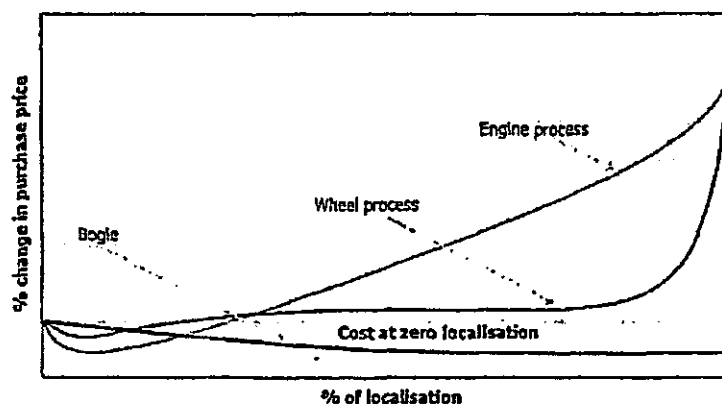 % change in purchase price
Engine process
Wheel process
Bogie
Cost at zero localisation
% of localisation